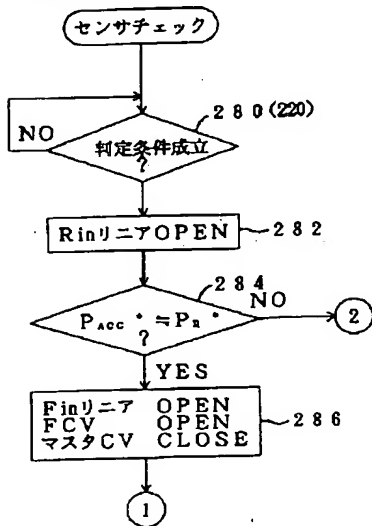 センサチェック
280(220)
NO
判定条件成立
?
Rinリニア OPEN
282
284
NO
PACC * ≒ PR *
?
2
YES
Finリニア OPEN
FCV OPEN
マスタCV CLOSE
286
1